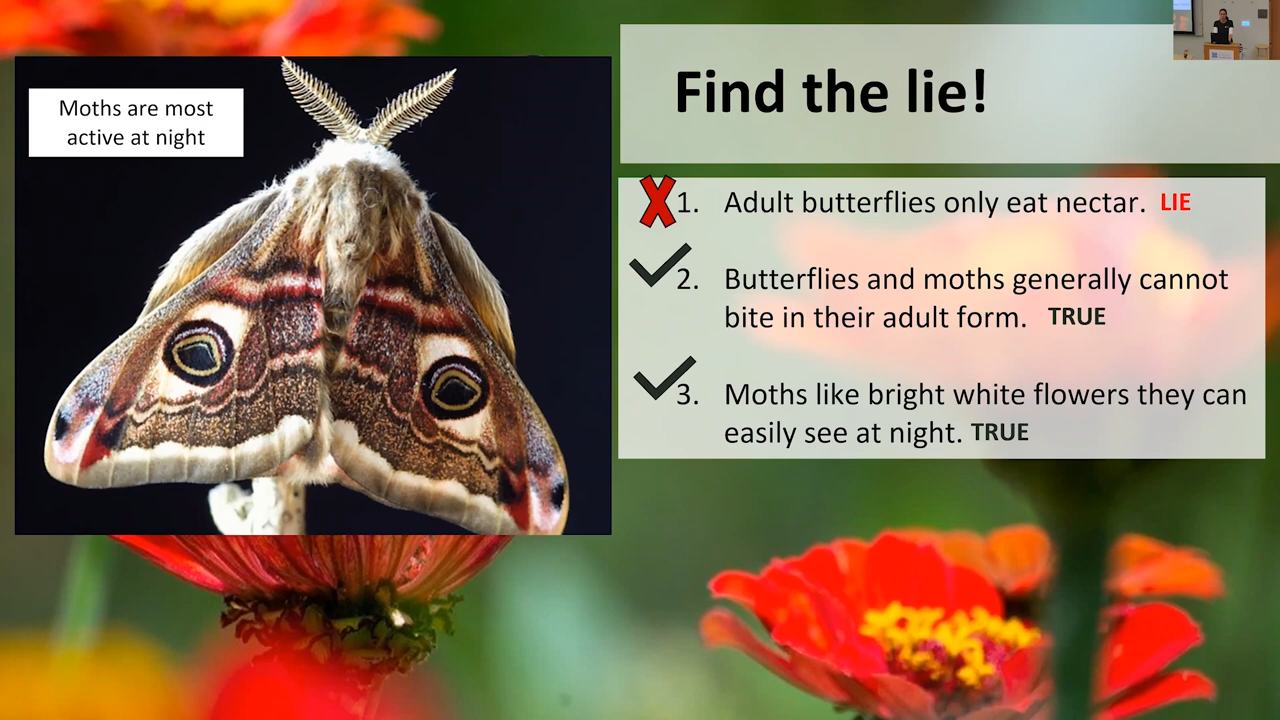 Moths are most
active at night
Find the lie!
1. Adult butterflies only eat nectar. LIE
2. Butterflies and moths generally cannot
bite in their adult form. TRUE
3. Moths like bright white flowers they can
easily see at night. TRUE